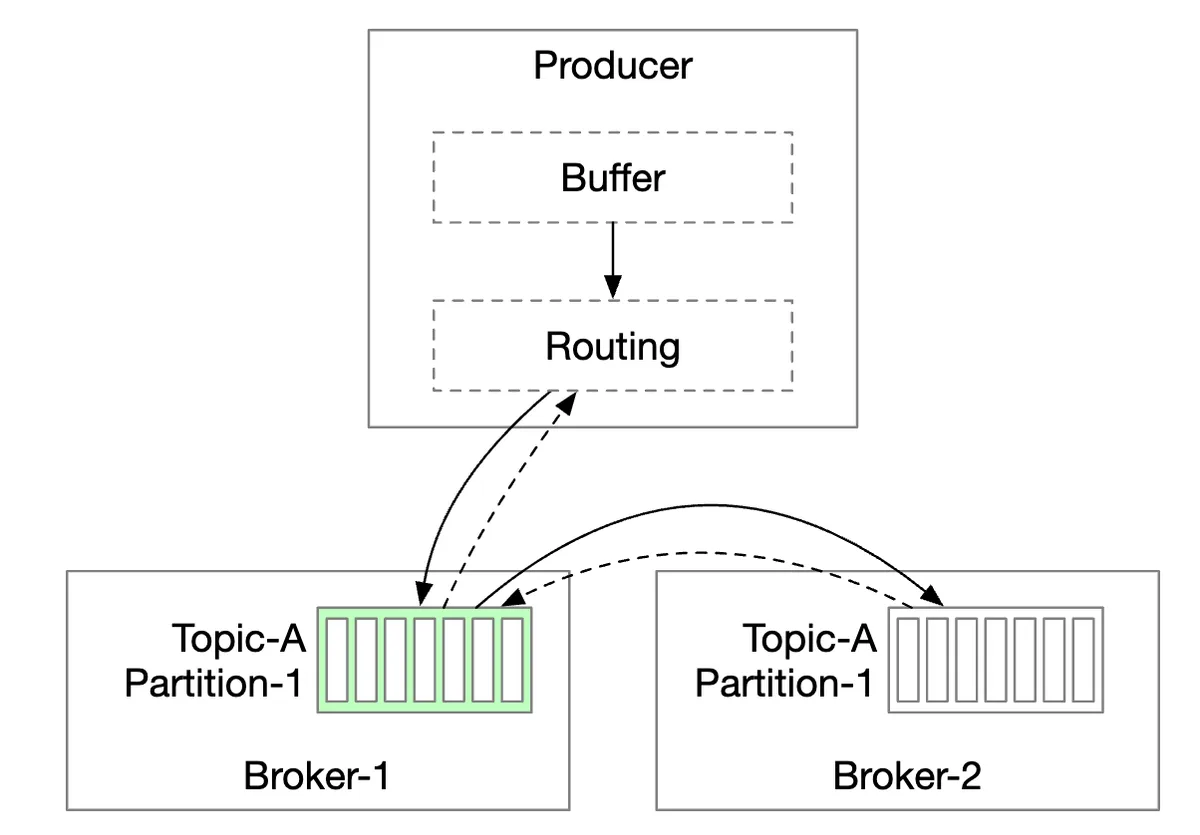 Producer
Buffer
Routing
Topic-A
Partition-1
Broker-1
Topic-A
Partition-1
Broker-2